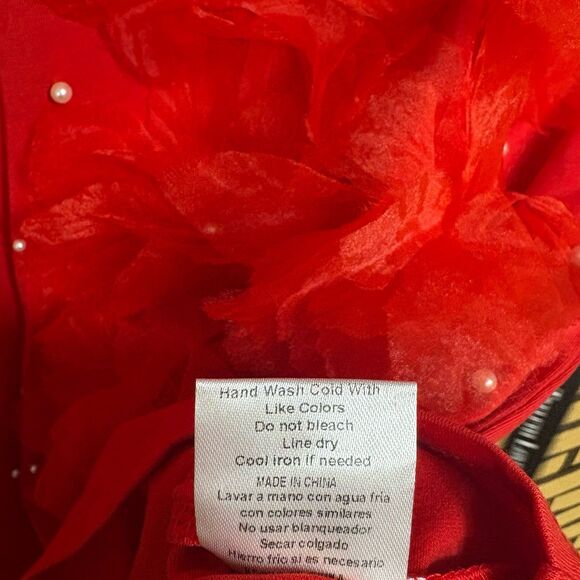 Hand Wash Cold With
Like Colors
Do not bleach
Line dry
Cool iron if needed
MADE IN CHINA
Lavar a mano con agua fria
con colores similares
No usar blanqueador
Secar colgado
Hierro frio si es necesario